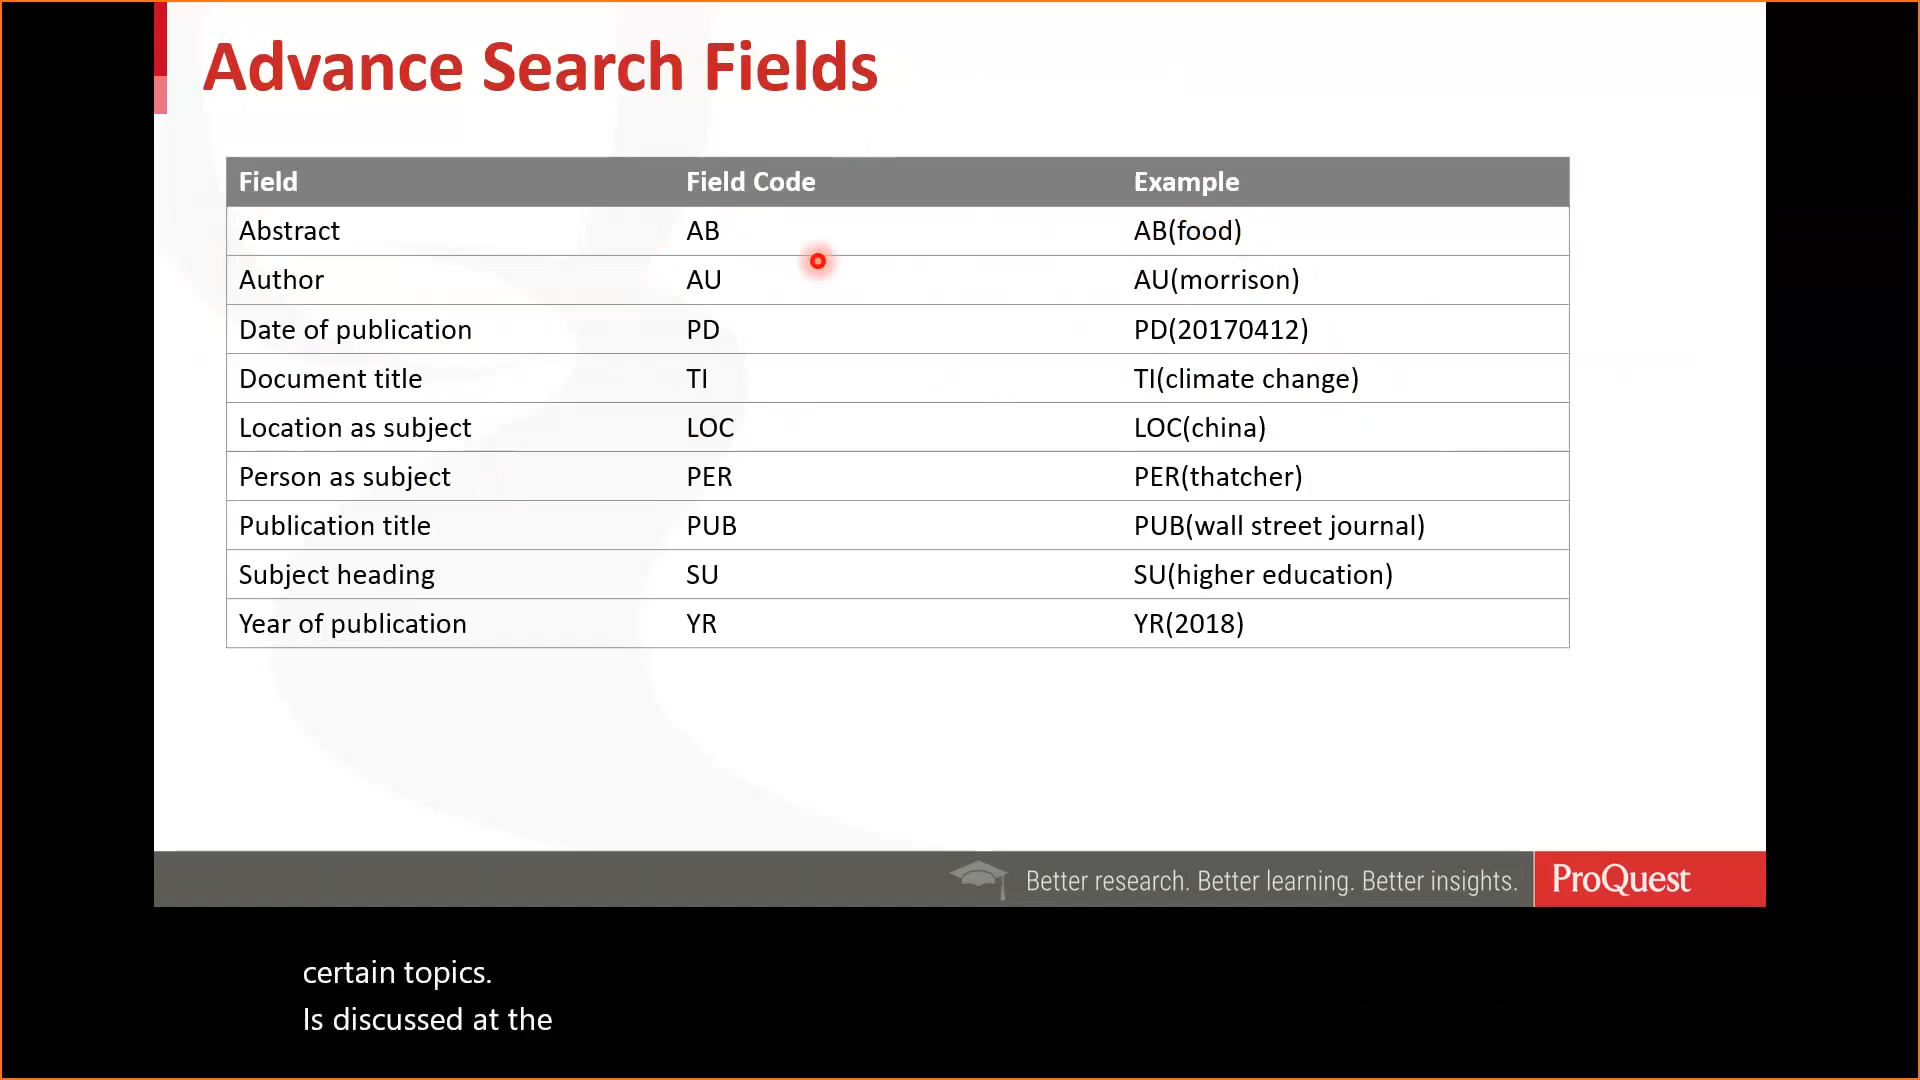 Advance Search Fields
Field Field Code Example
Abstract AB AB(food)
Author AU AU(morrison)
Date of publication PD PD(20170412)
Document title TI TI(climate change)
Location as subject LOC LOC(china)
Person as subject PER PER(thatcher)
Publication title PUB PUB(wall street journal)
Subject heading SU SU(higher education)
Year of publication YR YR(2018)
Better research. Better learning. Better insights. ProQuest
certain topics.
Is discussed at the